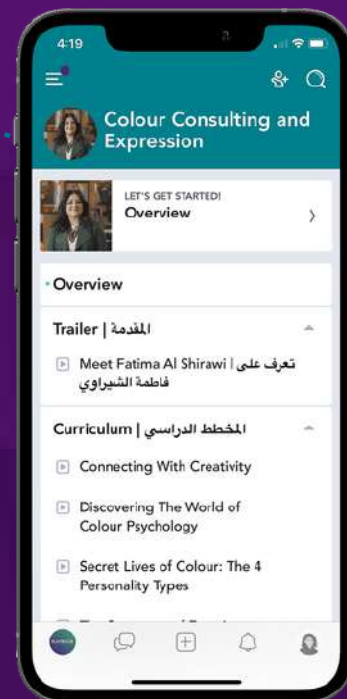 4:19
Colour Consulting and
Expression
LET'S GET STARTED!
Overview
Overview
Trailer | المقدمة
Meet Fatima Al Shirawi | تعرف على
فاطمة الشيراوي
Curriculum | المخطط الدراسي
Connecting With Creativity
Discovering The World of
Colour Psychology
Secret Lives of Colour: The 4
Personality Types